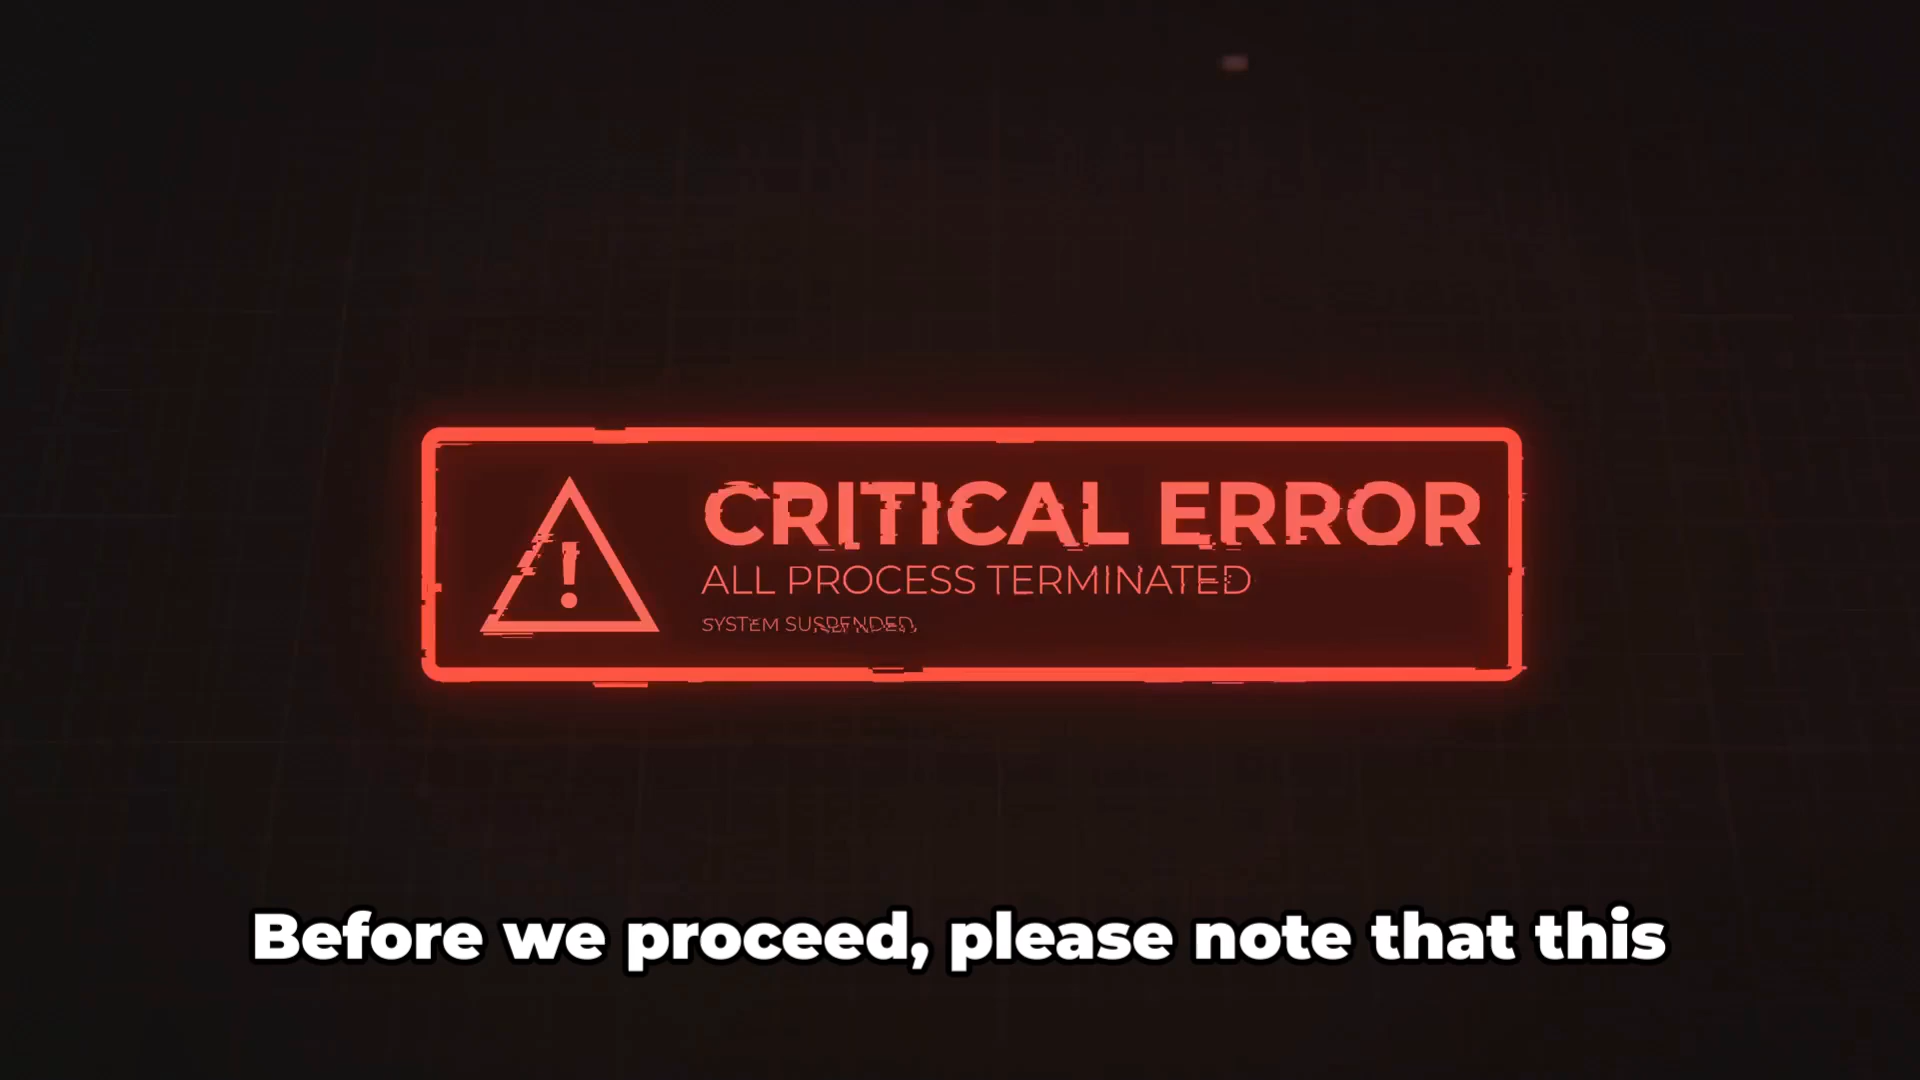 CRITICAL ERROR
ALL PROCESS TERMINATED
SYSTEM SUSPENDED
Before we proceed, please note that this